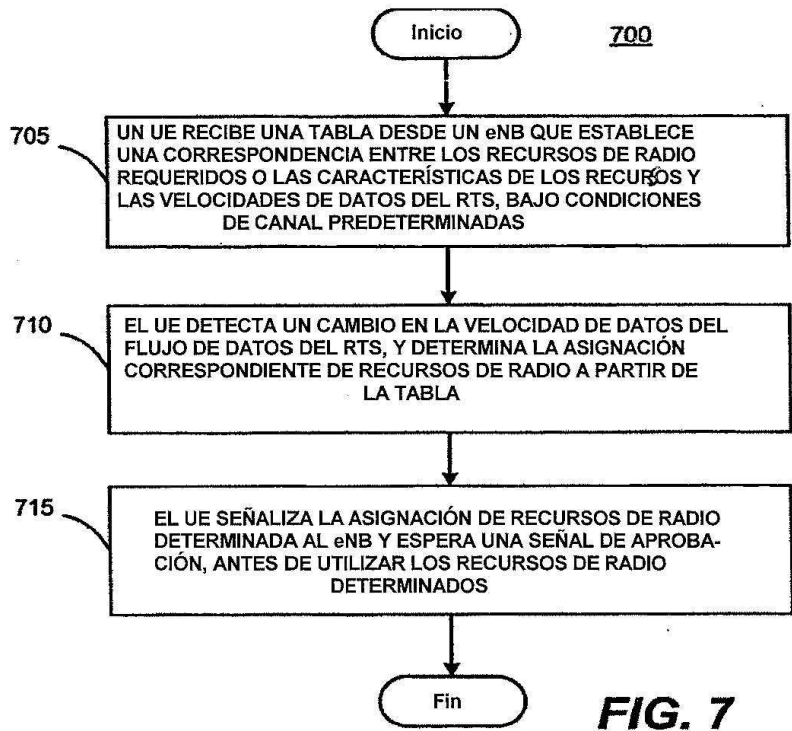 Inicio
700
705
UN UE RECIBE UNA TABLA DESDE UN eNB QUE ESTABLECE
UNA CORRESPONDENCIA ENTRE LOS RECURSOS DE RADIO
REQUERIDOS O LAS CARACTERÍSTICAS DE LOS RECURSOS Y
LAS VELOCIDADES DE DATOS DEL RTS, BAJO CONDICIONES
DE CANAL PREDETERMINADAS
710
EL UE DETECTA UN CAMBIO EN LA VELOCIDAD DE DATOS DEL
FLUJO DE DATOS DEL RTS, Y DETERMINA LA ASIGNACIÓN
CORRESPONDIENTE DE RECURSOS DE RADIO A PARTIR DE
LA TABLA
715
EL UE SEÑALIZA LA ASIGNACIÓN DE RECURSOS DE RADIO
DETERMINADA AL eNB Y ESPERA UNA SEÑAL DE APROBA-
CIÓN, ANTES DE UTILIZAR LOS RECURSOS DE RADIO
DETERMINADOS
Fin
FIG. 7